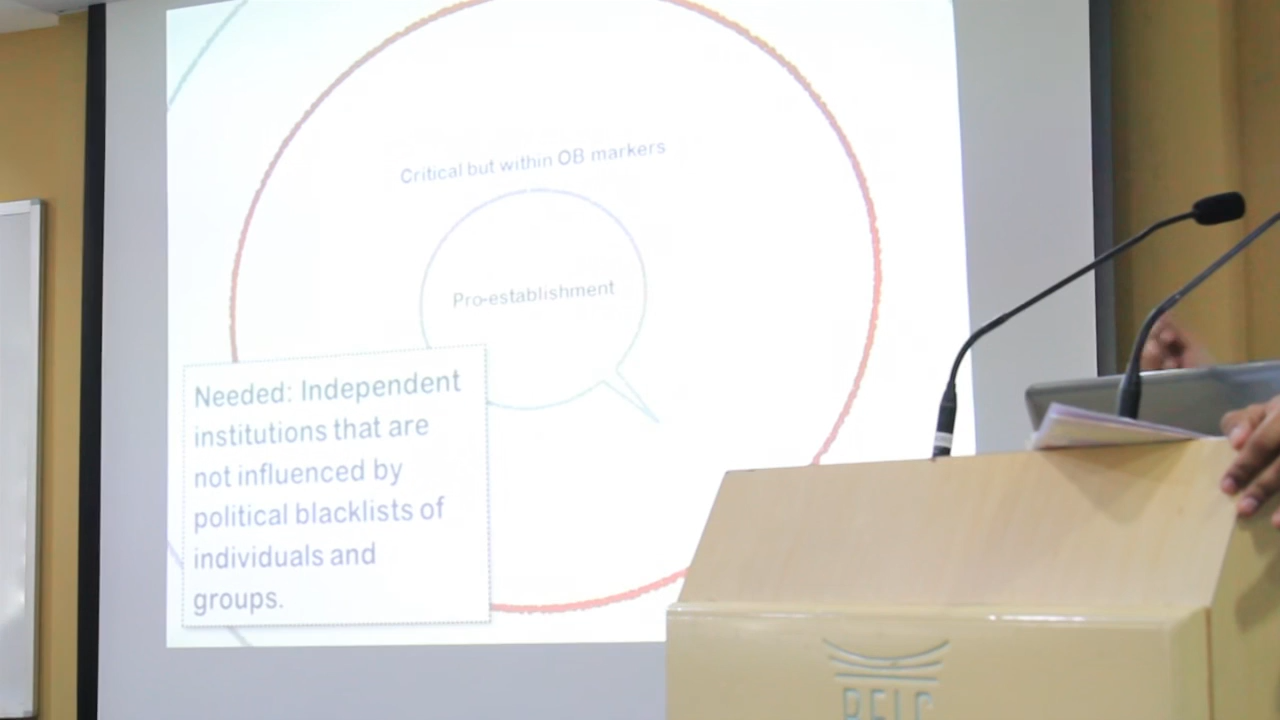 Critical but within OB markers
Pro-establishment
Needed: Independent
institutions that are
not influenced by
political blacklists of
individuals and
groups.
RELC